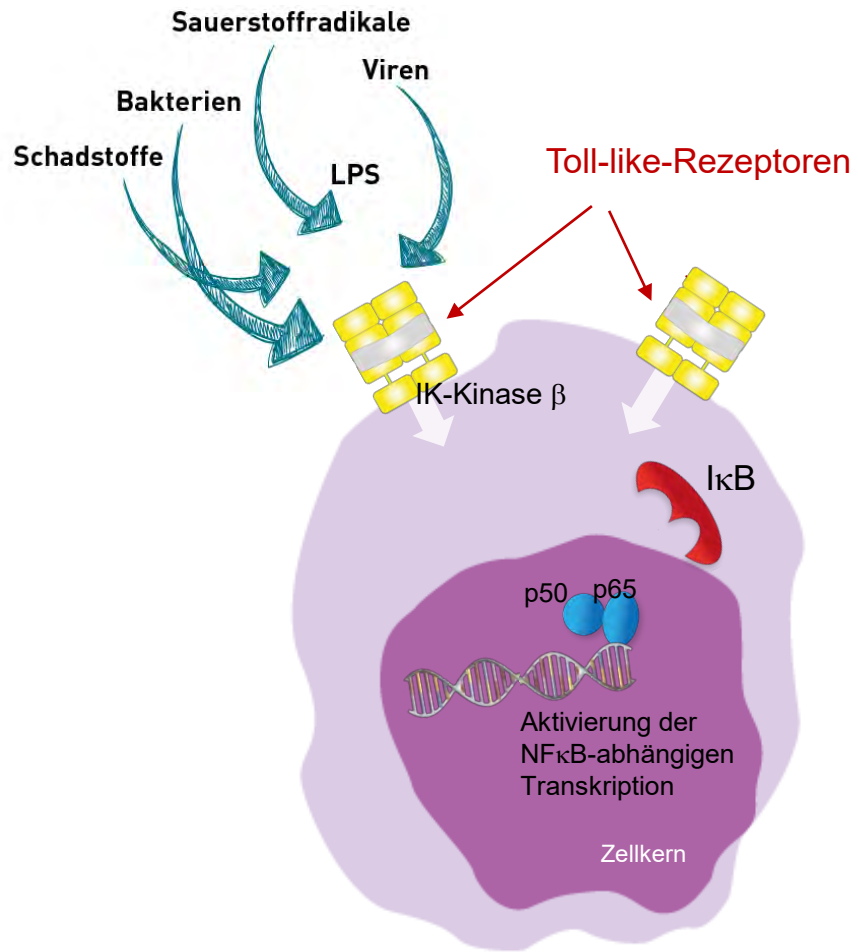 Sauerstoffradikale
Viren
Bakterien
Schadstoffe
LPS
Toll-like-Rezeptoren
IK-Kinase β
IκB
p50
p65
Aktivierung der
NFκB-abhängigen
Transkription
Zellkern